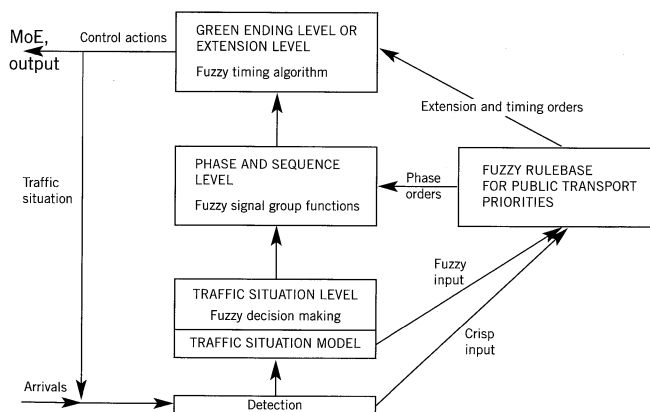 MoE,
output
Control actions
GREEN ENDING LEVEL OR
EXTENSION LEVEL
Fuzzy timing algorithm
Extension and timing orders
Traffic
situation
PHASE AND SEQUENCE
LEVEL
Fuzzy signal group functions
Phase
orders
FUZZY RULEBASE
FOR PUBLIC TRANSPORT
PRIORITIES
Fuzzy
input
TRAFFIC SITUATION LEVEL
Fuzzy decision making
TRAFFIC SITUATION MODEL
Crisp
input
Arrivals
Detection